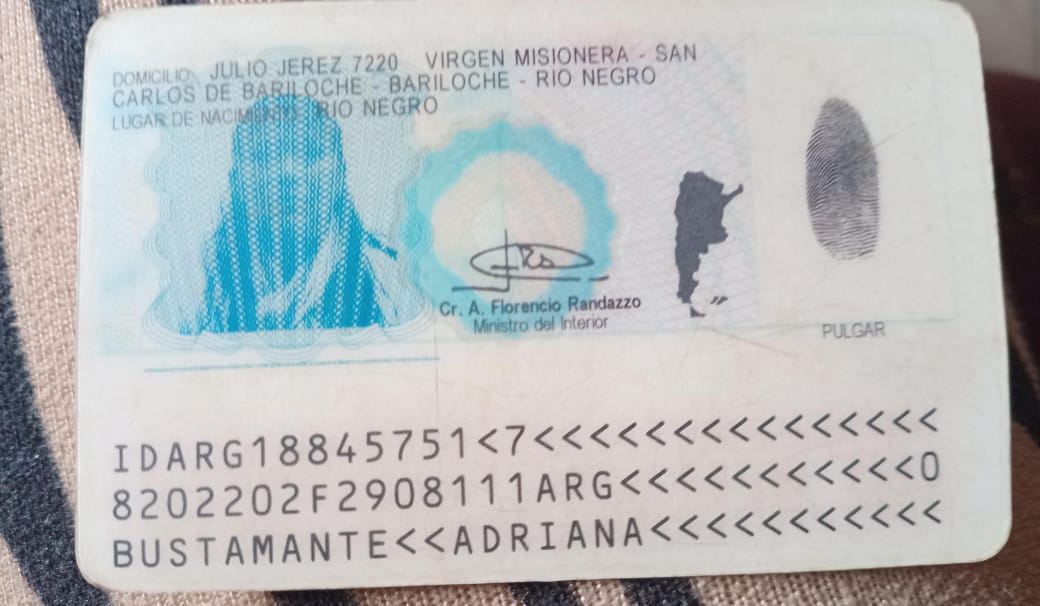 DOMICILIO: JULIO JEREZ 7220 VIRGEN MISIONERA - SAN
CARLOS DE BARILOCHE - BARILOCHE - RIO NEGRO
LUGAR DE NACIMIENTO: RIO NEGRO
Cr. A. Florencio Randazzo
Ministro del Interior
PULGAR
IDARG18845751<7<<<<<<<<<<<<<<<
8202202F2908111ARG<<<<<<<<<<<0
BUSTAMANTE<<ADRIANA<<<<<<<<<<<